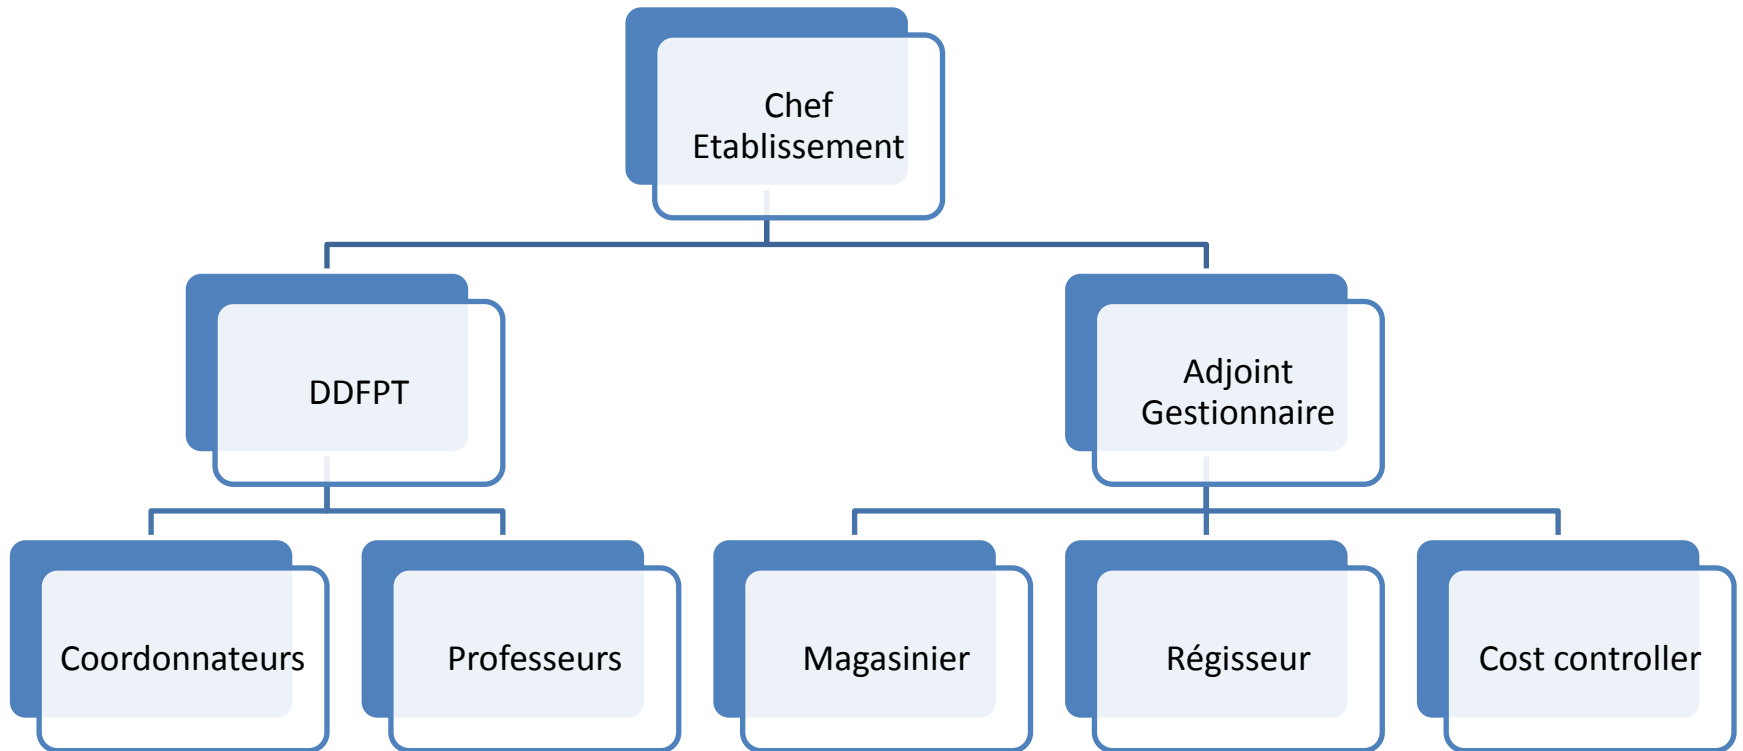 Chef
Etablissement
DDFPT
Adjoint
Gestionnaire
Coordonnateurs
Professeurs
Magasinier
Régisseur
Cost controller